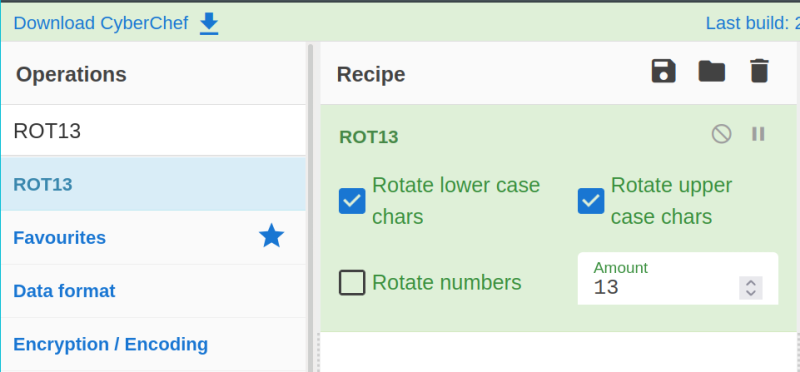 Download CyberChef
Last build:
Operations
Recipe
ROT13
ROT13
ROT13
Rotate lower case
chars
Rotate upper
case chars
Favourites
Rotate numbers
Amount
13
Data format
Encryption / Encoding